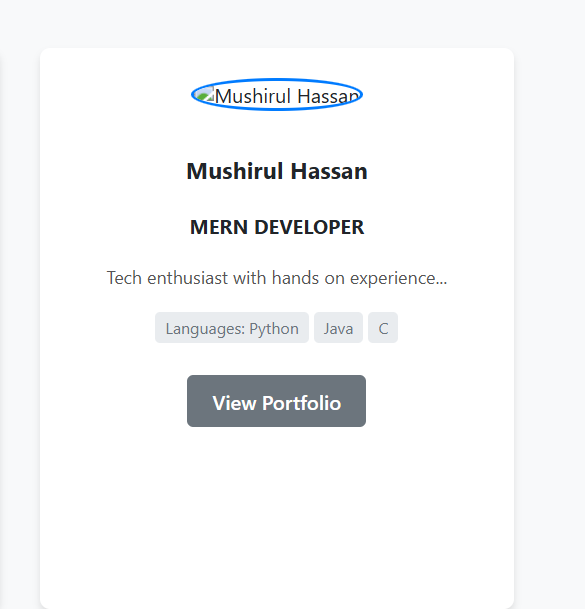 Mushirul Hassan
Mushirul Hassan
MERN DEVELOPER
Tech enthusiast with hands on experience...
Languages: Python Java C
View Portfolio